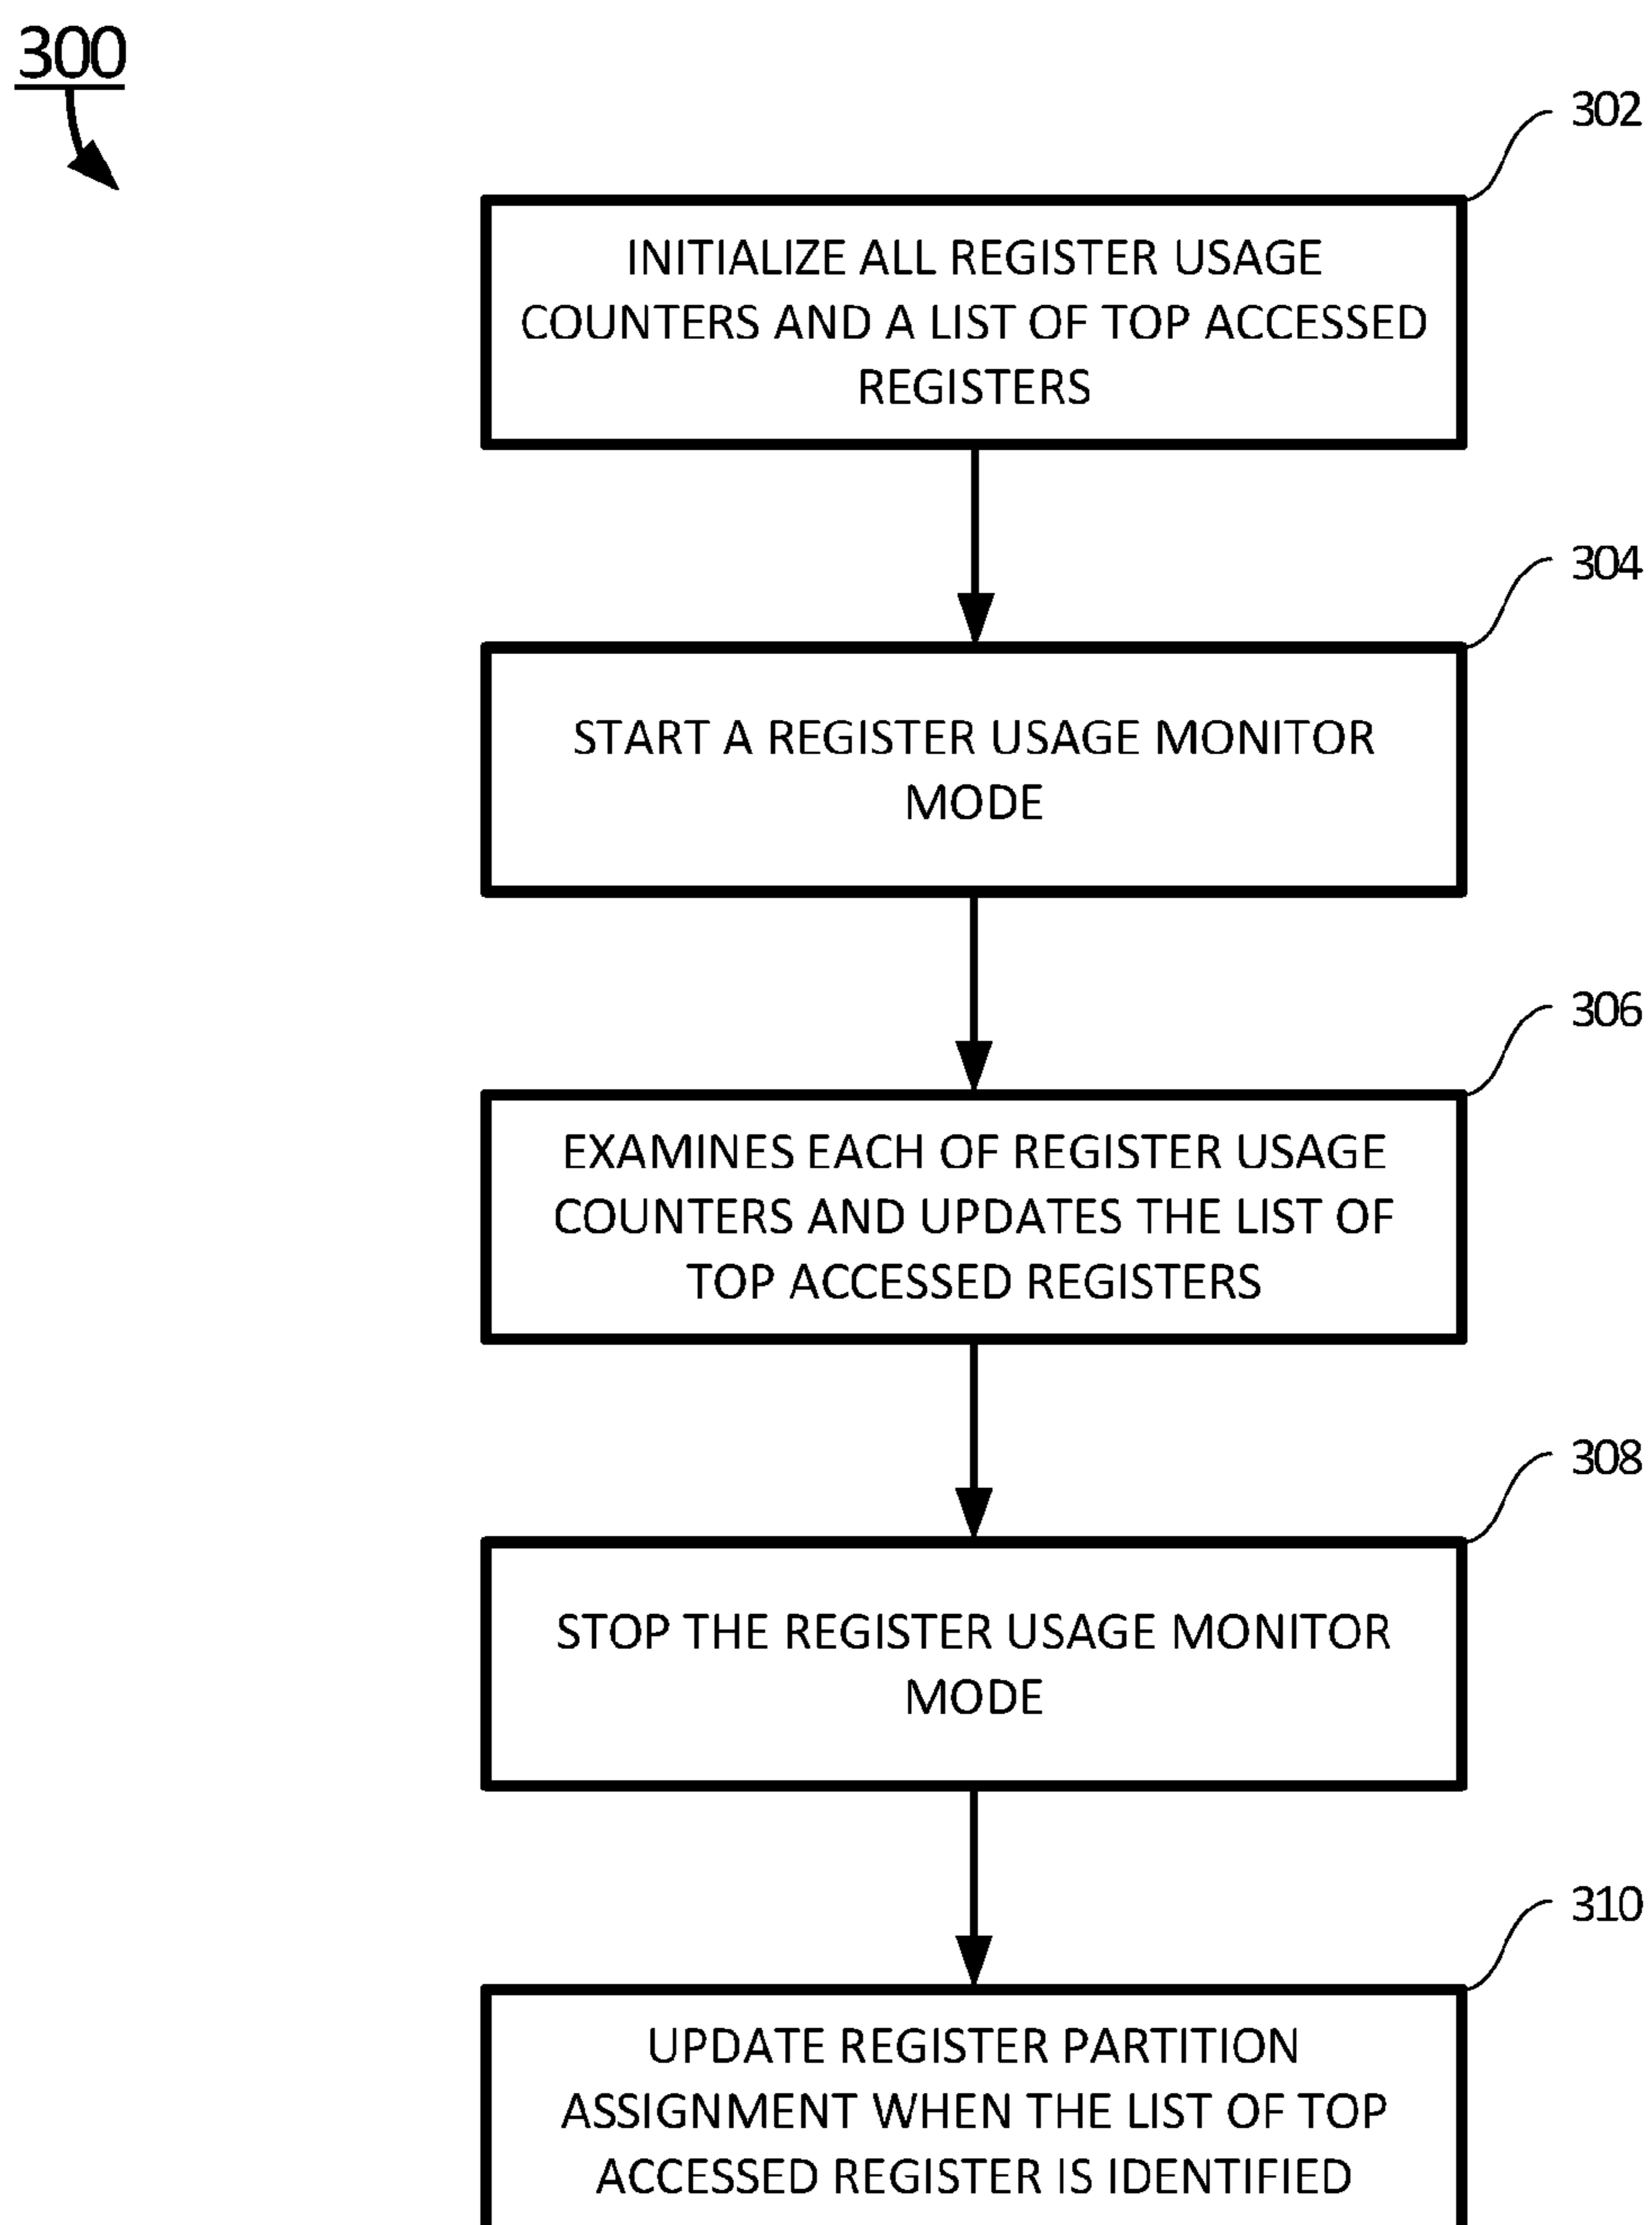 300
302
INITIALIZE ALL REGISTER USAGE
COUNTERS AND A LIST OF TOP ACCESSED
REGISTERS
304
START A REGISTER USAGE MONITOR
MODE
306
EXAMINES EACH OF REGISTER USAGE
COUNTERS AND UPDATES THE LIST OF
TOP ACCESSED REGISTERS
308
STOP THE REGISTER USAGE MONITOR
MODE
310
UPDATE REGISTER PARTITION
ASSIGNMENT WHEN THE LIST OF TOP
ACCESSED REGISTER IS IDENTIFIED